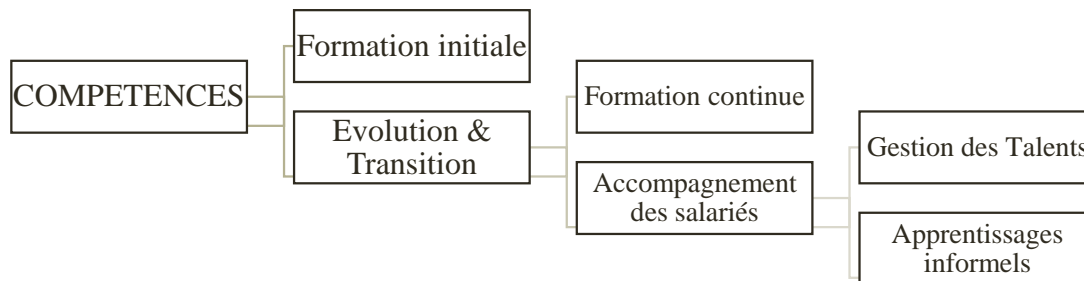 COMPETENCES
Formation initiale
Evolution &
Transition
Formation continue
Accompagnement
des salariés
Gestion des Talents
Apprentissages
informels